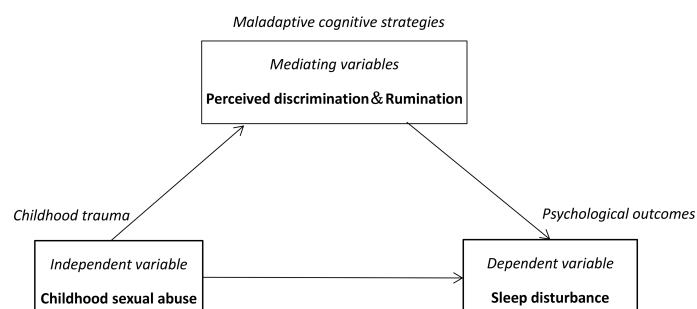 Maladaptive cognitive strategies
Mediating variables
Perceived discrimination & Rumination
Childhood trauma
Psychological outcomes
Independent variable
Childhood sexual abuse
Dependent variable
Sleep disturbance